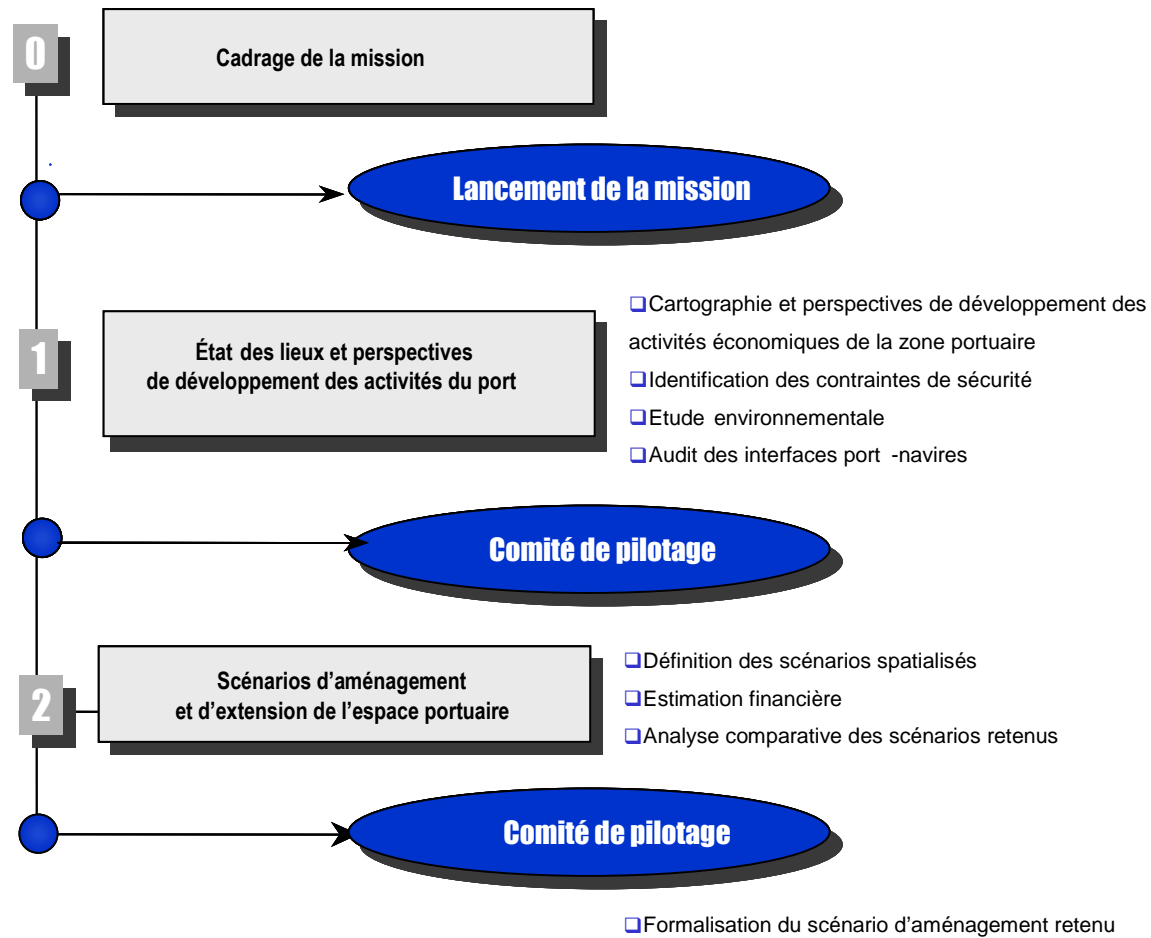 0
Cadrage de la mission
Lancement de la mission
1
État des lieux et perspectives
de développement des activités du port
❑Cartographie et perspectives de développement des
activités économiques de la zone portuaire
❑Identification des contraintes de sécurité
❑Etude environnementale
❑Audit des interfaces port -navires
Comité de pilotage
2
Scénarios d’aménagement
et d’extension de l’espace portuaire
❑Définition des scénarios spatialisés
❑Estimation financière
❑Analyse comparative des scénarios retenus
Comité de pilotage
❑Formalisation du scénario d’aménagement retenu